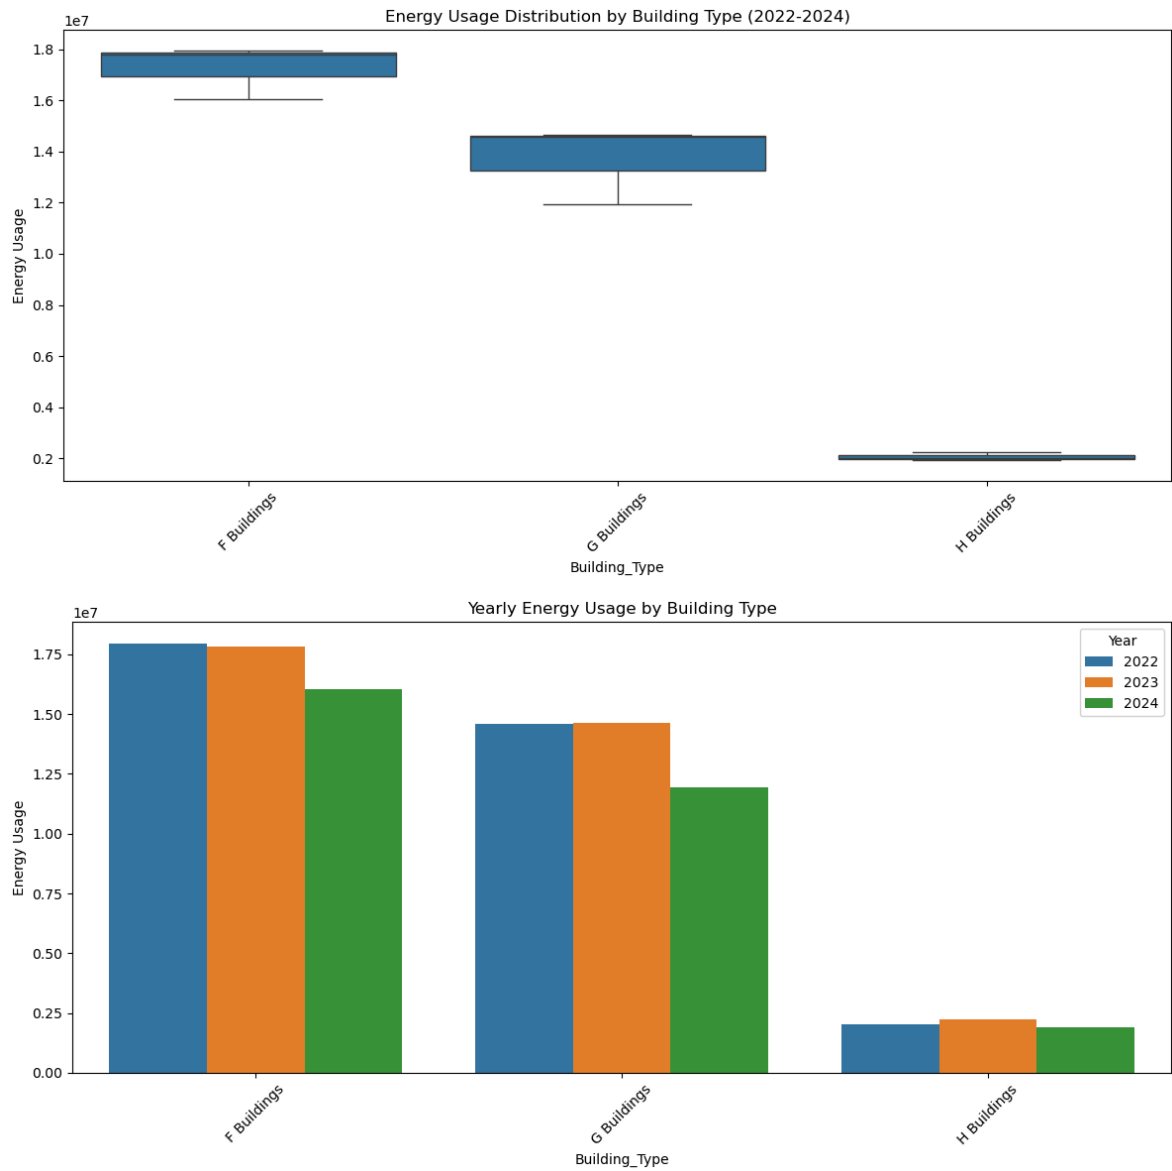 Energy Usage Distribution by Building Type (2022-2024)
1e7
1.8
1.6
1.4
1.2
1.0
0.8
0.6
0.4
0.2
Energy Usage
F Buildings
G Buildings
H Buildings
Building_Type
Yearly Energy Usage by Building Type
1e7
1.75
1.50
1.25
1.00
0.75
0.50
0.25
0.00
Energy Usage
Year
2022
2023
2024
F Buildings
G Buildings
H Buildings
Building_Type